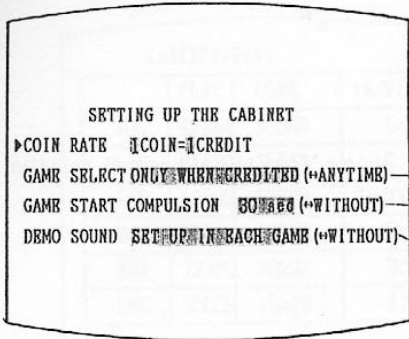 SETTING UP THE CABINET
▶COIN RATE 1COIN=1CREDIT
GAME SELECT ONLY WHEN CREDITED (↔ANYTIME)
GAME START COMPULSION 30 sec (↔WITHOUT)
DEMO SOUND SET UP IN EACH GAME (↔WITHOUT)